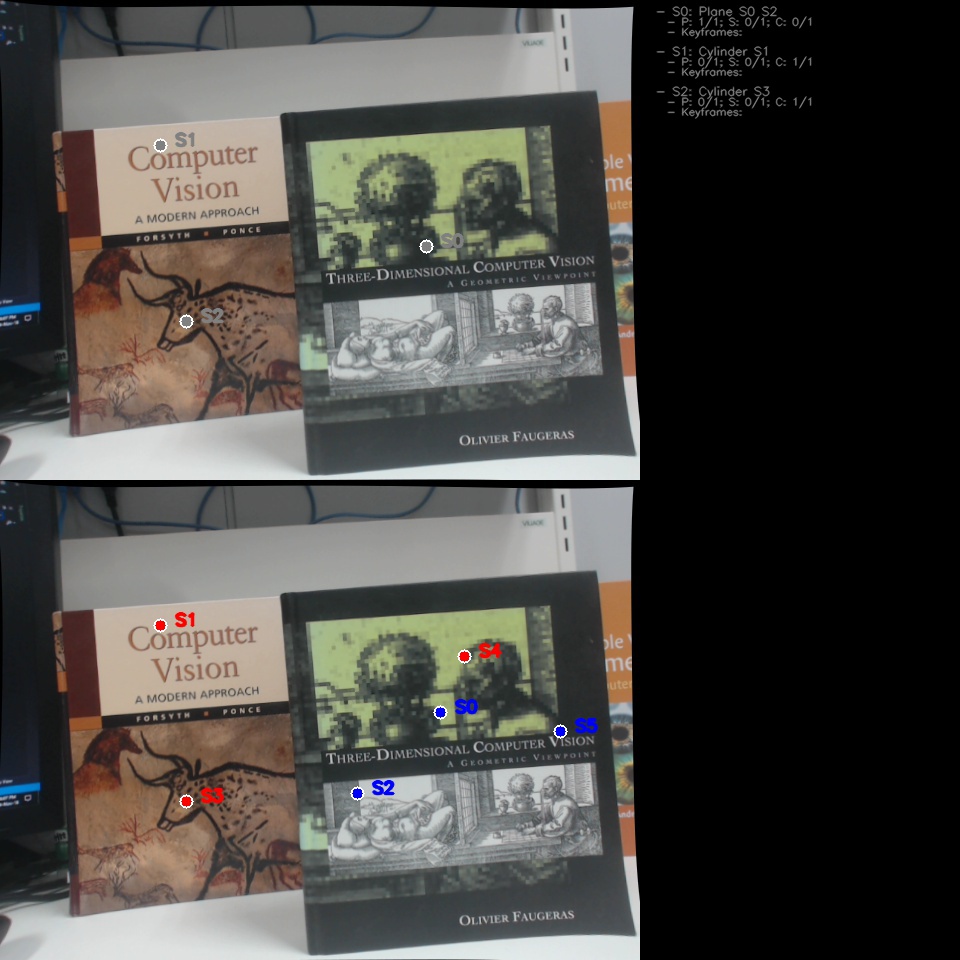 S0: Plane S0 S2
P: 1/1; S: 0/1; C: 0/1
Keyframes:
S1: Cylinder S1
P: 0/1; S: 0/1; C: 1/1
Keyframes:
S2: Cylinder S3
P: 0/1; S: 0/1; C: 1/1
Keyframes:
S1
Computer
Vision
A MODERN APPROACH
FORSYTH PONCE
S0
THREE-DIMENSIONAL COMPUTER VISION
A GEOMETRIC VIEWPOINT
S2
OLIVIER FAUGERAS
S1
Computer
Vision
A MODERN APPROACH
FORSYTH PONCE
S4
S0
S5
THREE-DIMENSIONAL COMPUTER VISION
A GEOMETRIC VIEWPOINT
S2
S3
OLIVIER FAUGERAS